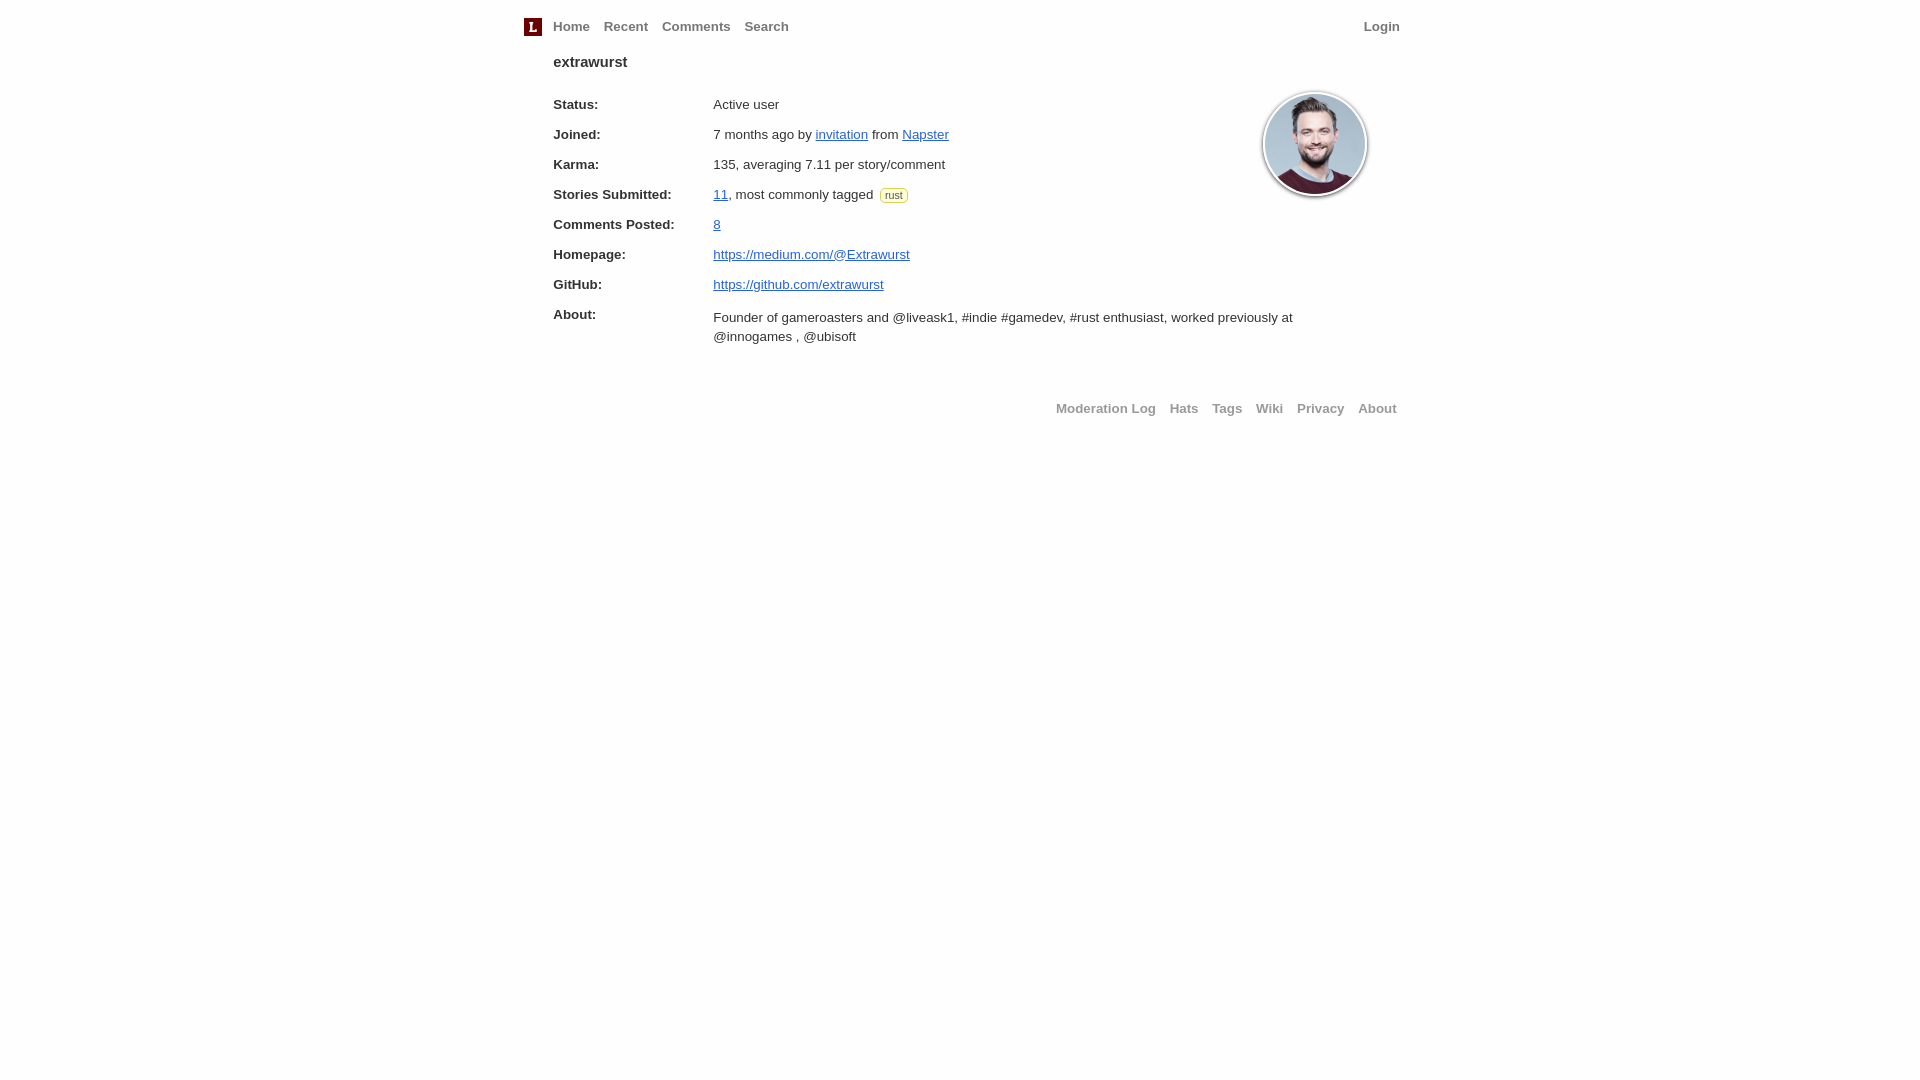 L Home Recent Comments Search Login
extrawurst
Status: Active user
Joined: 7 months ago by invitation from Napster
Karma: 135, averaging 7.11 per story/comment
Stories Submitted: 11, most commonly tagged rust
Comments Posted: 8
Homepage: https://medium.com/@Extrawurst
GitHub: https://github.com/extrawurst
About: Founder of gameroasters and @liveask1, #indie #gamedev, #rust enthusiast, worked previously at
@innogames , @ubisoft
Moderation Log Hats Tags Wiki Privacy About